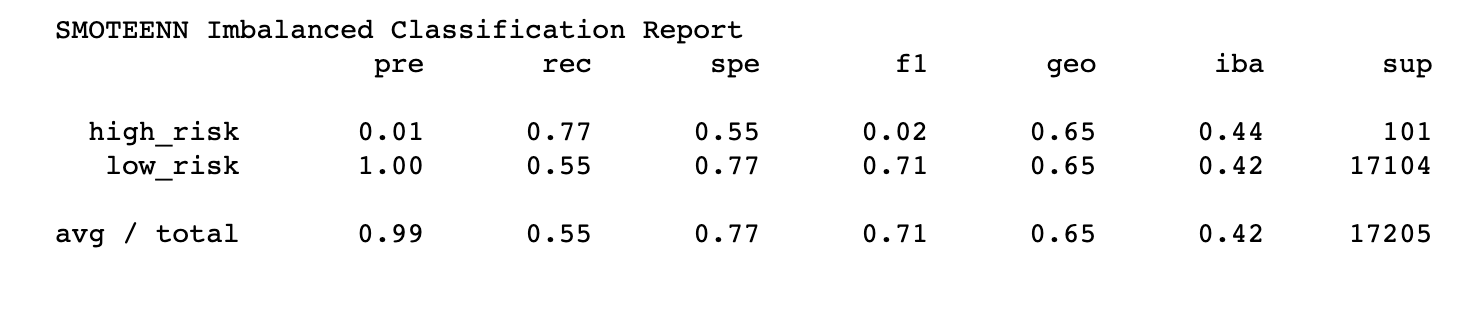 SMOTEENN Imbalanced Classification Report
pre rec spe f1 geo iba sup
high_risk 0.01 0.77 0.55 0.02 0.65 0.44 101
low_risk 1.00 0.55 0.77 0.71 0.65 0.42 17104
avg / total 0.99 0.55 0.77 0.71 0.65 0.42 17205